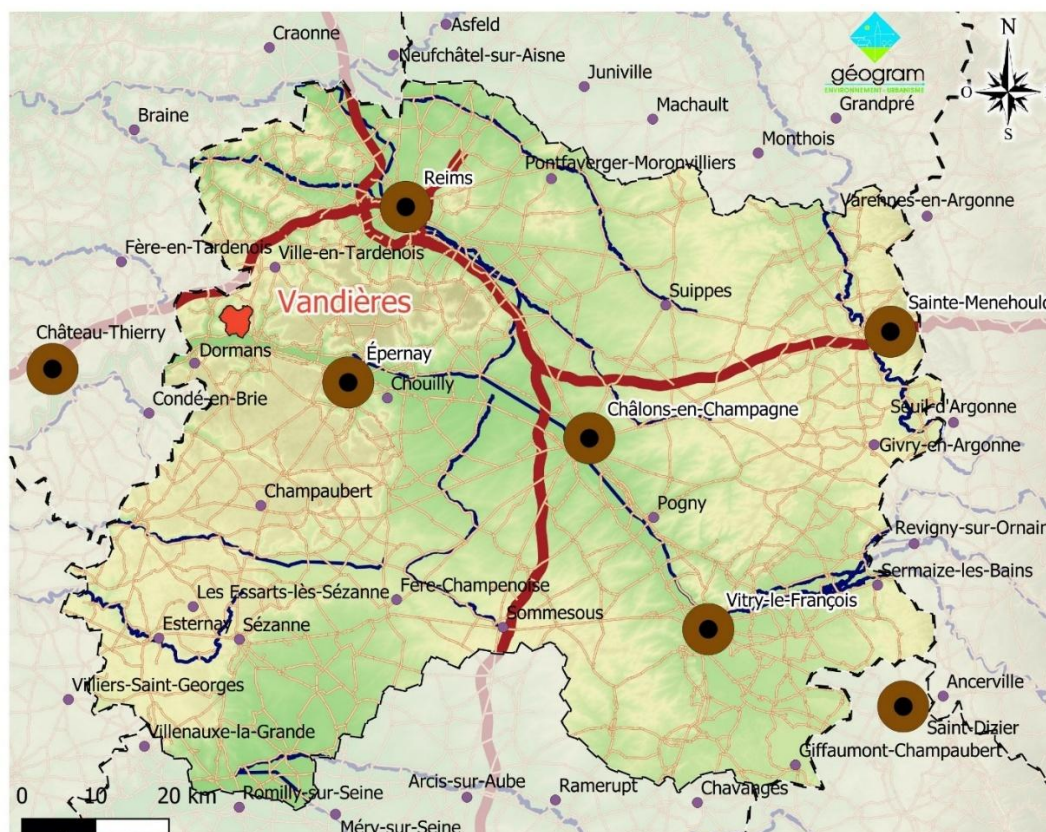 Asfeld
N
Craonne
Neufchâtel-sur-Aisne
géogram
ENVIRONNEMENT-URBANISME
Juniville
O
E
Machault
Grandpré
Braine
Monthois
S
Pontfaverger-Moronvilliers
Reims
Varennes-en-Argonne
Fère-en-Tardenois
Ville-en-Tardenois
Vandières
Suippes
Sainte-Menehould
Château-Thierry
Dormans
Épernay
Chouilly
Condé-en-Brie
Châlons-en-Champagne
Seuil-d'Argonne
Givry-en-Argonne
Champaubert
Pogny
Revigny-sur-Ornain
Sermaize-les-Bains
Les Essarts-lès-Sézanne
Fère-Champenoise
Vitry-le-François
Sommesous
Esternay
Sézanne
Villiers-Saint-Georges
Ancerville
Saint-Dizier
Villenauxe-la-Grande
Giffaumont-Champaubert
0 10 20 km
Romilly-sur-Seine
Arcis-sur-Aube
Ramerupt
Chavanges
Méry-sur-Seine